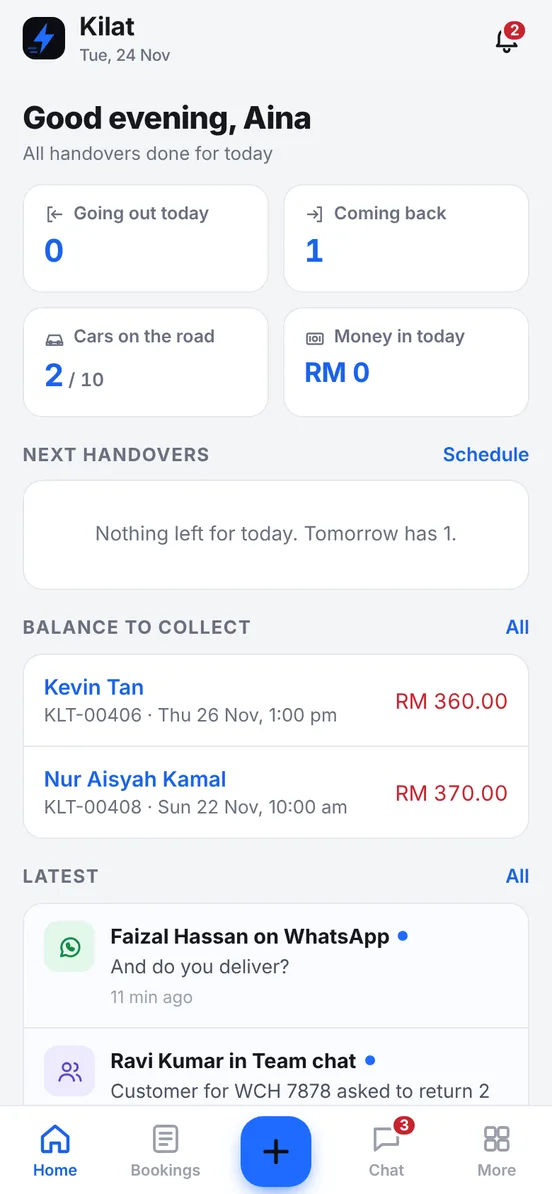 Kilat
Tue, 24 Nov
2
Good evening, Aina
All handovers done for today
Going out today
0
Coming back
1
Cars on the road
2 / 10
Money in today
RM 0
NEXT HANDOVERS
Schedule
Nothing left for today. Tomorrow has 1.
BALANCE TO COLLECT
All
Kevin Tan
KLT-00406 · Thu 26 Nov, 1:00 pm
RM 360.00
Nur Aisyah Kamal
KLT-00408 · Sun 22 Nov, 10:00 am
RM 370.00
LATEST
All
Faizal Hassan on WhatsApp
And do you deliver?
11 min ago
Ravi Kumar in Team chat
Customer for WCH 7878 asked to return 2
Home
Bookings
3
Chat
More